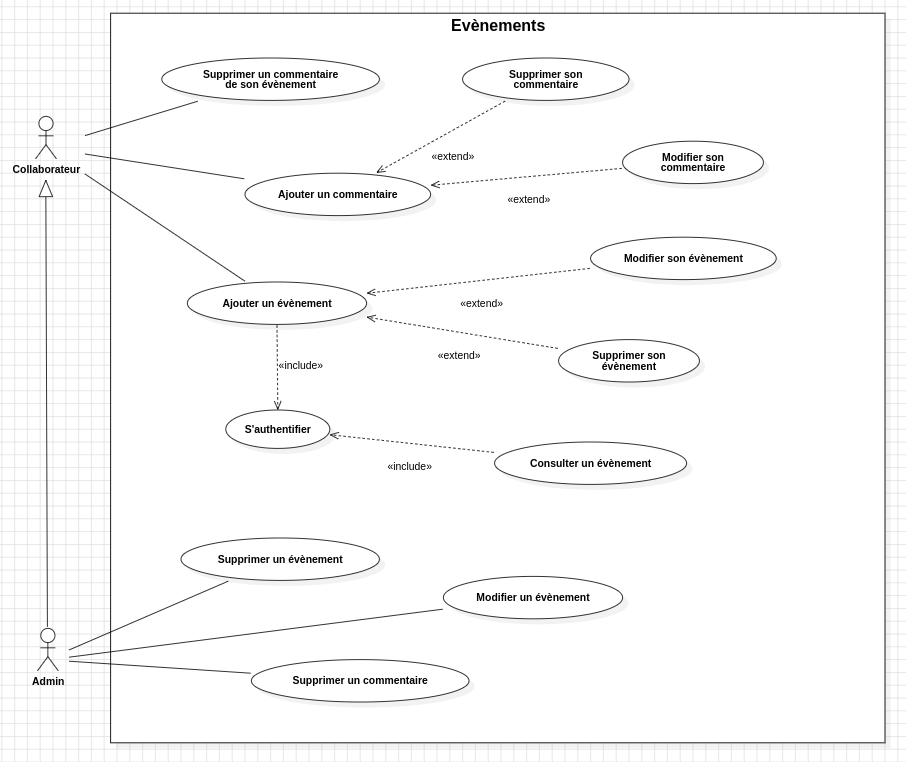 Evènements
Supprimer un commentaire
de son évènement
Supprimer son
commentaire
Collaborateur
«extend»
Modifier son
commentaire
Ajouter un commentaire
«extend»
Modifier son évènement
Ajouter un évènement
«extend»
«extend»
Supprimer son
évènement
«include»
S'authentifier
«include»
Consulter un évènement
Supprimer un évènement
Modifier un évènement
Admin
Supprimer un commentaire